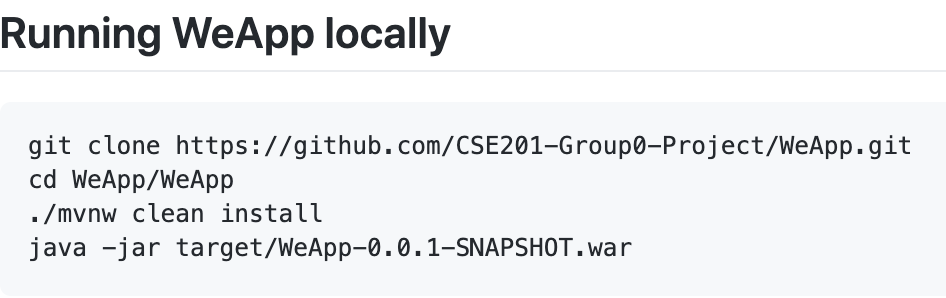 Running WeApp locally
git clone https://github.com/CSE201-Group0-Project/WeApp.git
cd WeApp/WeApp
./mvnw clean install
java -jar target/WeApp-0.0.1-SNAPSHOT.war